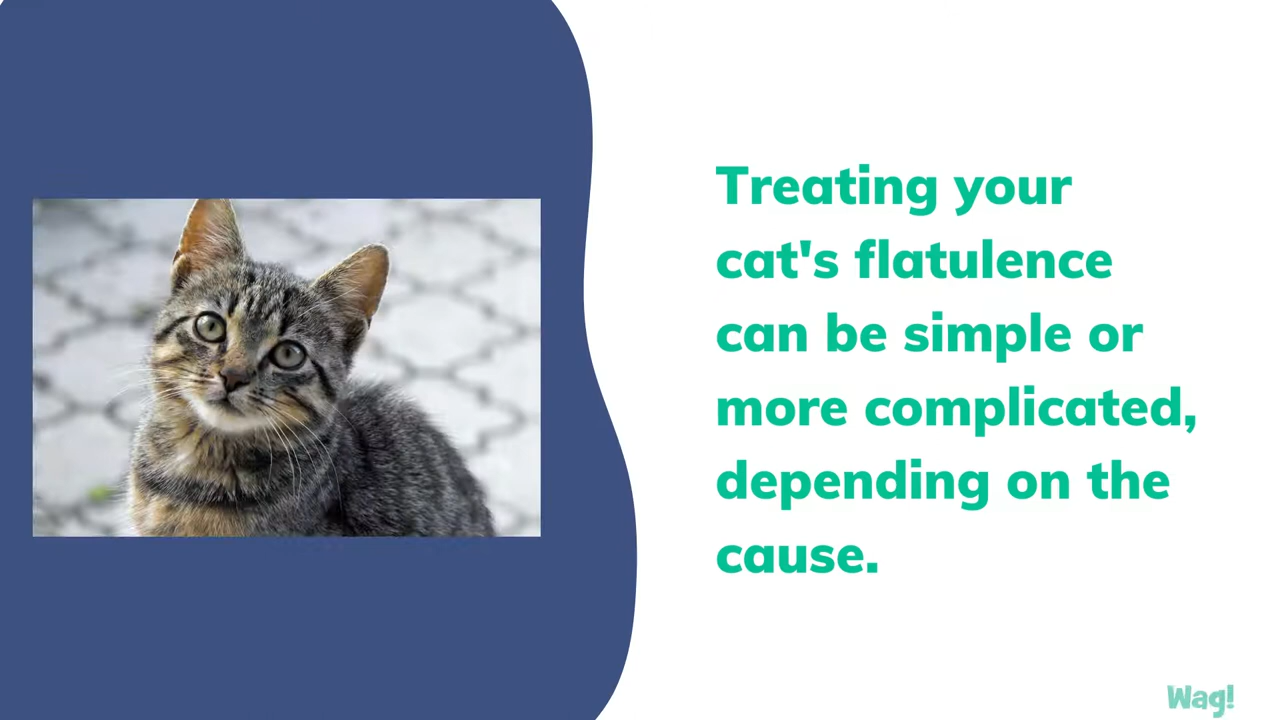 Treating your
cat's flatulence
can be simple or
more complicated,
depending on the
cause.
Wag!